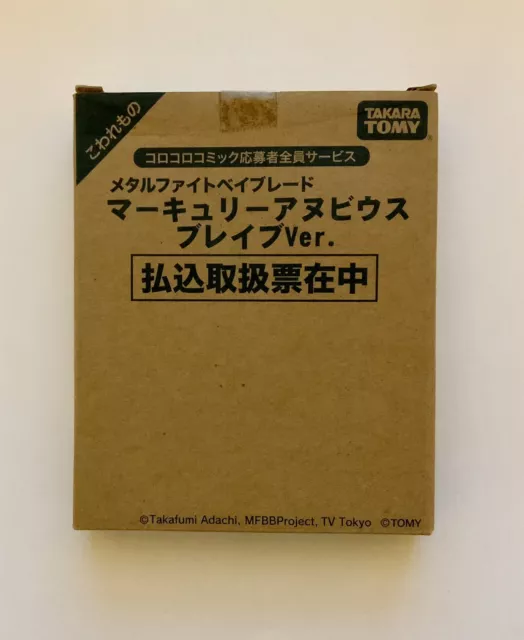 こわれもの
TAKARA
TOMY
コロコロコミック応募者全員サービス
メタルファイトベイブレード
マーキュリーアヌビウス
ブレイブVer.
払込取扱票在中
©Takafumi Adachi, MFBBProject, TV Tokyo ©TOMY